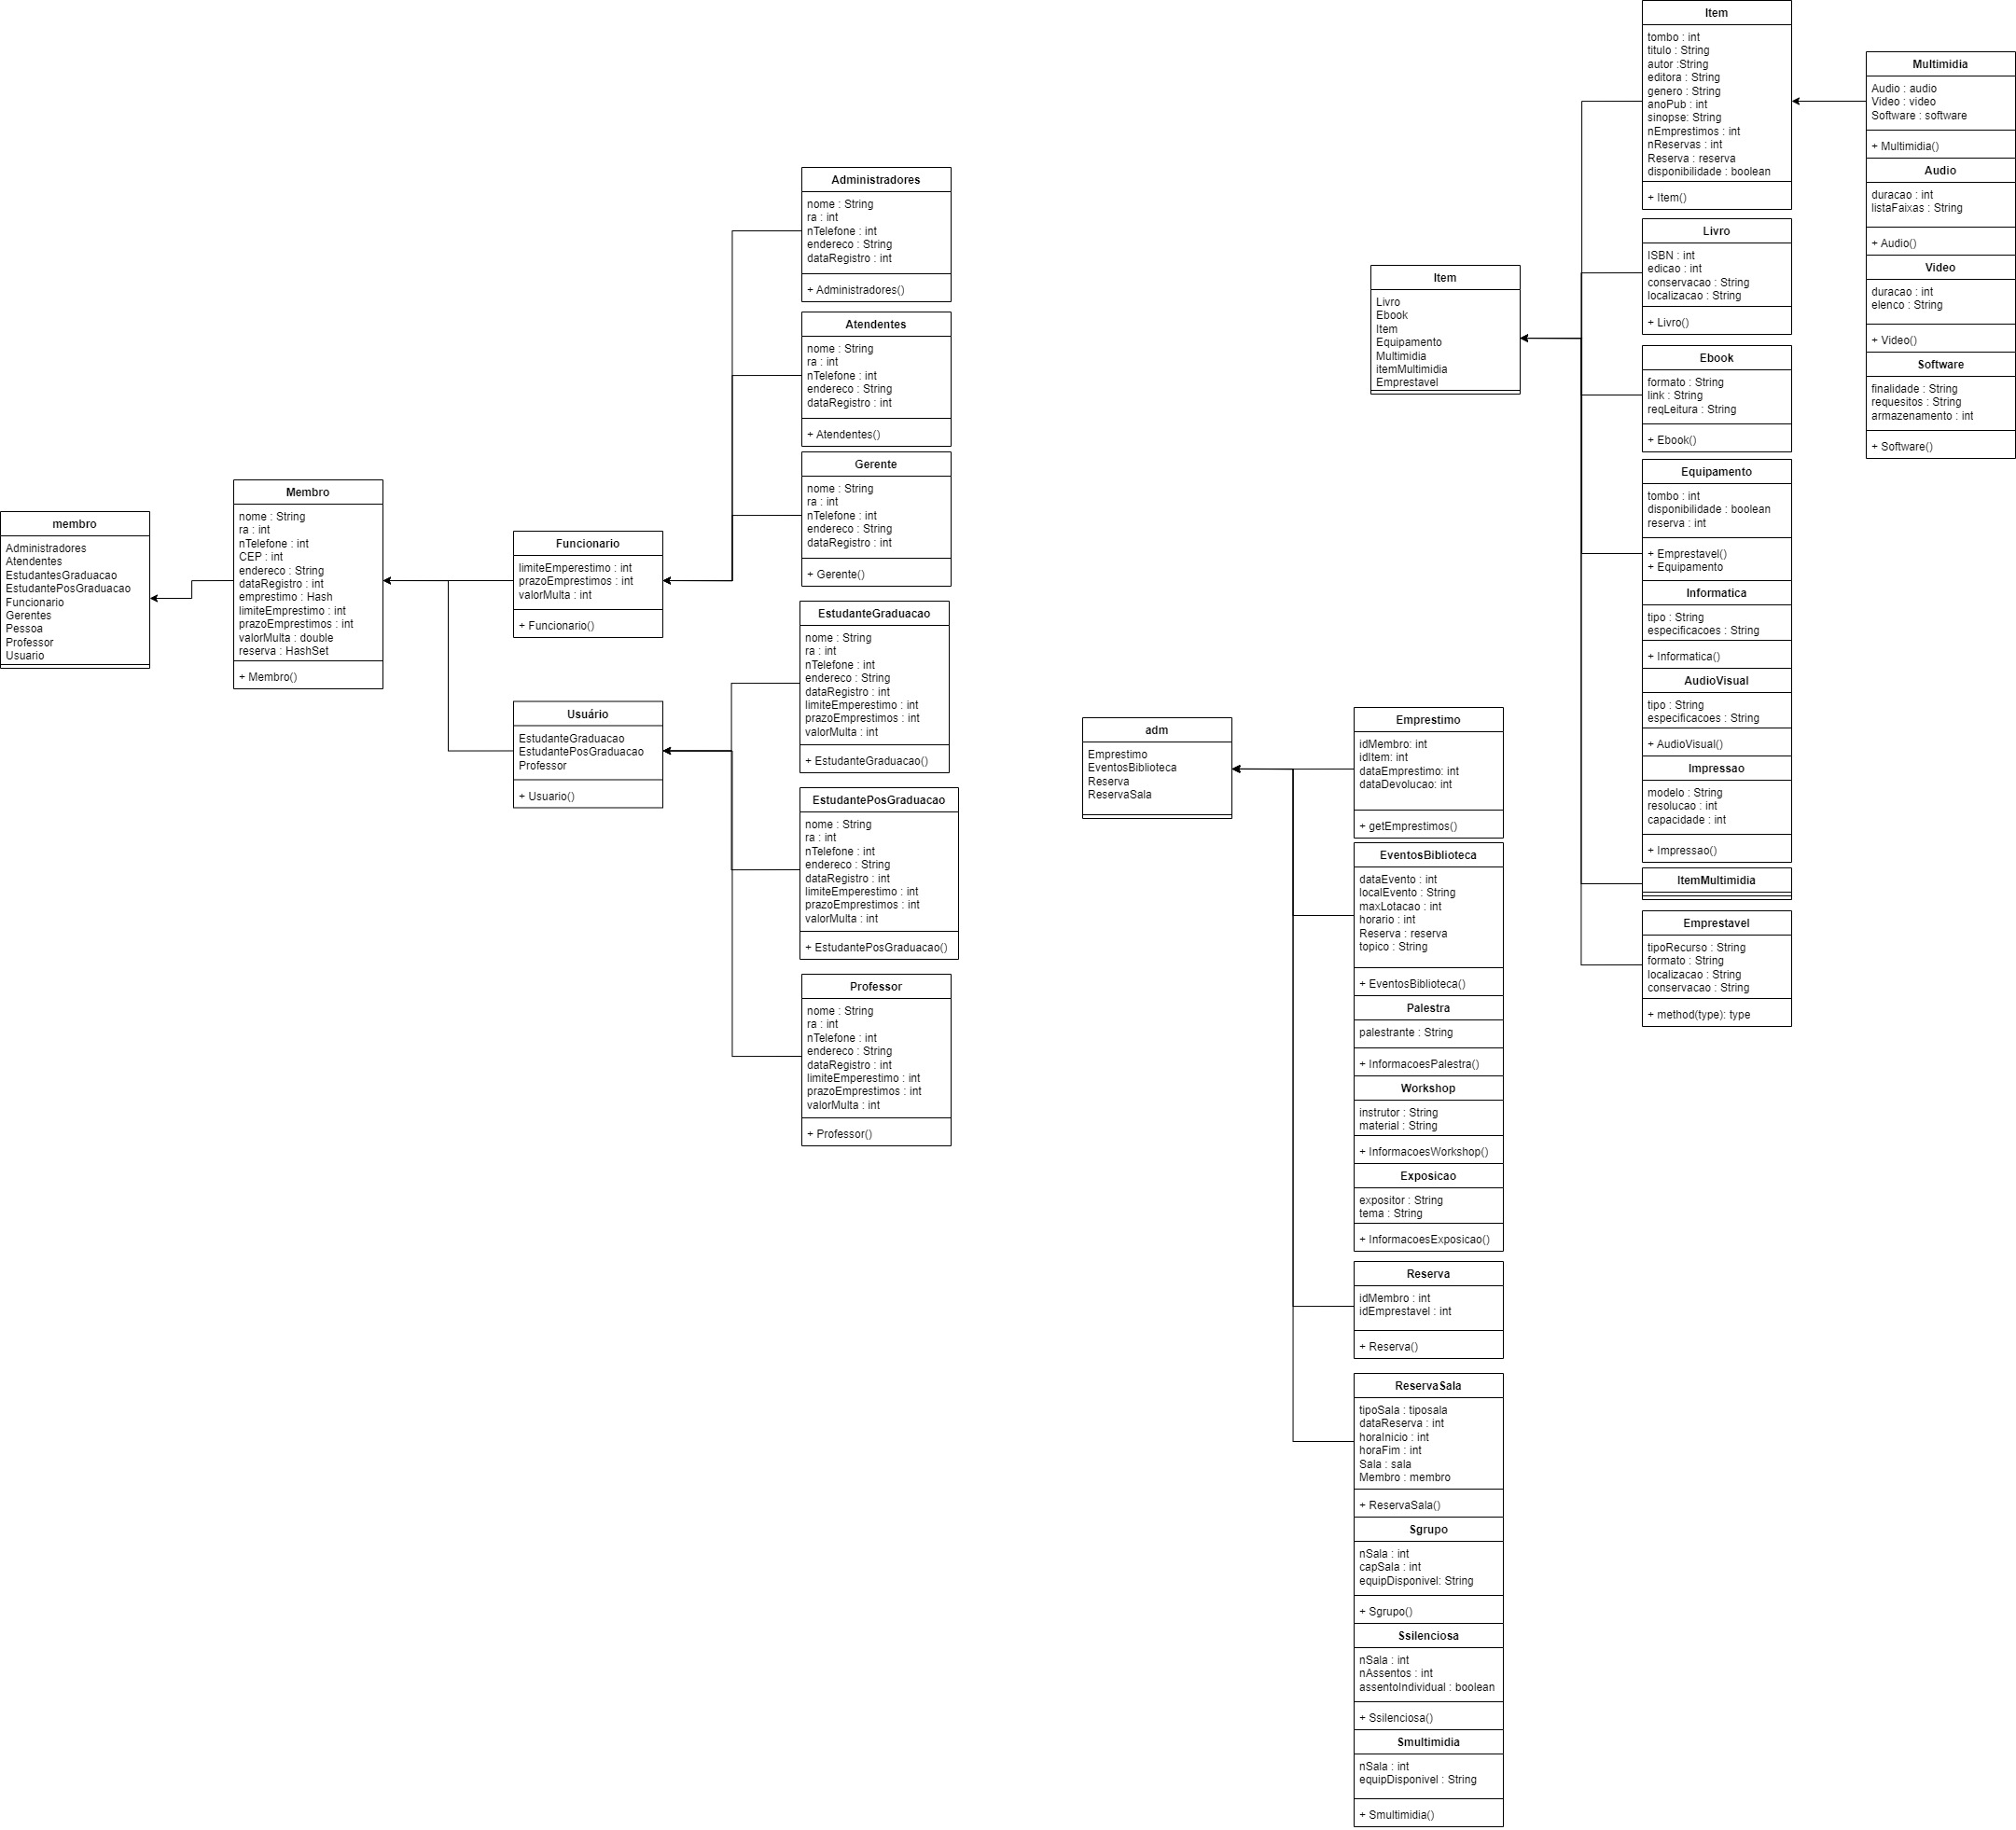 membro
Administradores
Atendentes
EstudantesGraduacao
EstudantePosGraduacao
Funcionario
Gerentes
Pessoa
Professor
Usuario
Membro
nome : String
ra : int
nTelefone : int
CEP : int
endereco : String
dataRegistro : int
emprestimo : Hash
limiteEmprestimo : int
prazoEmprestimos : int
valorMulta : double
reserva : HashSet
+ Membro()
Funcionario
limiteEmperestimo : int
prazoEmprestimos : int
valorMulta : int
+ Funcionario()
Usuário
EstudanteGraduacao
EstudantePosGraduacao
Professor
+ Usuario()
Administradores
nome : String
ra : int
nTelefone : int
endereco : String
dataRegistro : int
+ Administradores()
Atendentes
nome : String
ra : int
nTelefone : int
endereco : String
dataRegistro : int
+ Atendentes()
Gerente
nome : String
ra : int
nTelefone : int
endereco : String
dataRegistro : int
+ Gerente()
EstudanteGraduacao
nome : String
ra : int
nTelefone : int
endereco : String
dataRegistro : int
limiteEmperestimo : int
prazoEmprestimos : int
valorMulta : int
+ EstudanteGraduacao()
EstudantePosGraduacao
nome : String
ra : int
nTelefone : int
endereco : String
dataRegistro : int
limiteEmperestimo : int
prazoEmprestimos : int
valorMulta : int
+ EstudantePosGraduacao()
Professor
nome : String
ra : int
nTelefone : int
endereco : String
dataRegistro : int
limiteEmperestimo : int
prazoEmprestimos : int
valorMulta : int
+ Professor()
adm
Emprestimo
EventosBiblioteca
Reserva
ReservaSala
Emprestimo
idMembro: int
idItem: int
dataEmprestimo: int
dataDevolucao: int
+ getEmprestimos()
EventosBiblioteca
dataEvento : int
localEvento : String
maxLotacao : int
horario : int
Reserva : reserva
topico : String
+ EventosBiblioteca()
Palestra
palestrante : String
+ InformacoesPalestra()
Workshop
instrutor : String
material : String
+ InformacoesWorkshop()
Exposicao
expositor : String
tema : String
+ InformacoesExposicao()
Reserva
idMembro : int
idEmprestavel : int
+ Reserva()
ReservaSala
tipoSala : tiposala
dataReserva : int
horaInicio : int
horaFim : int
Sala : sala
Membro : membro
+ ReservaSala()
Sgrupo
nSala : int
capSala : int
equipDisponivel: String
+ Sgrupo()
Ssilenciosa
nSala : int
nAssentos : int
assentoIndividual : boolean
+ Ssilenciosa()
Smultimidia
nSala : int
equipDisponivel : String
+ Smultimidia()
Item
Livro
Ebook
Item
Equipamento
Multimidia
itemMultimidia
Emprestavel
Item
tombo : int
titulo : String
autor :String
editora : String
genero : String
anoPub : int
sinopse: String
nEmprestimos : int
nReservas : int
Reserva : reserva
disponibilidade : boolean
+ Item()
Livro
ISBN : int
edicao : int
conservacao : String
localizacao : String
+ Livro()
Ebook
formato : String
link : String
reqLeitura : String
+ Ebook()
Equipamento
tombo : int
disponibilidade : boolean
reserva : int
+ Emprestavel()
+ Equipamento
Informatica
tipo : String
especificacoes : String
+ Informatica()
AudioVisual
tipo : String
especificacoes : String
+ AudioVisual()
Impressao
modelo : String
resolucao : int
capacidade : int
+ Impressao()
ItemMultimidia
Emprestavel
tipoRecurso : String
formato : String
localizacao : String
conservacao : String
+ method(type): type
Multimidia
Audio : audio
Video : video
Software : software
+ Multimidia()
Audio
duracao : int
listaFaixas : String
+ Audio()
Video
duracao : int
elenco : String
+ Video()
Software
finalidade : String
requesitos : String
armazenamento : int
+ Software()